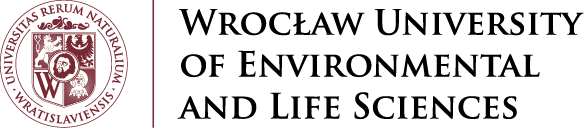 UNIVERSITAS RERUM NATURALIUM
· WRATISLAVIENSIS ·
W
WROCŁAW UNIVERSITY
OF ENVIRONMENTAL
AND LIFE SCIENCES